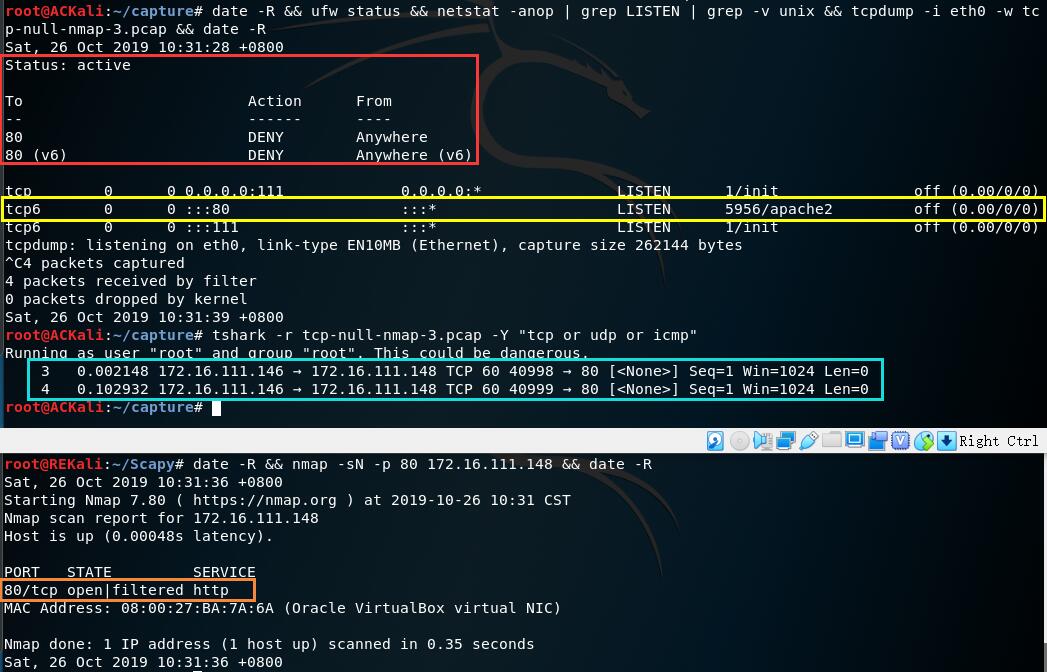 root@ACKali:~/capture# date -R && ufw status && netstat -anop | grep LISTEN | grep -v unix && tcpdump -i eth0 -w tc
p-null-nmap-3.pcap && date -R
Sat, 26 Oct 2019 10:31:28 +0800
Status: active
To                         Action      From
--                         ------      ----
80                         DENY        Anywhere
80 (v6)                    DENY        Anywhere (v6)
tcp        0      0 0.0.0.0:111             0.0.0.0:*               LISTEN      1/init               off (0.00/0/0)
tcp6       0      0 :::80                   :::*                    LISTEN      5956/apache2         off (0.00/0/0)
tcp6       0      0 :::111                  :::*                    LISTEN      1/init               off (0.00/0/0)
tcpdump: listening on eth0, link-type EN10MB (Ethernet), capture size 262144 bytes
^C4 packets captured
4 packets received by filter
0 packets dropped by kernel
Sat, 26 Oct 2019 10:31:39 +0800
root@ACKali:~/capture# tshark -r tcp-null-nmap-3.pcap -Y "tcp or udp or icmp"
Running as user "root" and group "root". This could be dangerous.
    3   0.002148 172.16.111.146 → 172.16.111.148 TCP 60 40998 → 80 [<None>] Seq=1 Win=1024 Len=0
    4   0.102932 172.16.111.146 → 172.16.111.148 TCP 60 40999 → 80 [<None>] Seq=1 Win=1024 Len=0
root@ACKali:~/capture#
Right Ctrl
root@REKali:~/Scapy# date -R && nmap -sN -p 80 172.16.111.148 && date -R
Sat, 26 Oct 2019 10:31:36 +0800
Starting Nmap 7.80 ( https://nmap.org ) at 2019-10-26 10:31 CST
Nmap scan report for 172.16.111.148
Host is up (0.00048s latency).
PORT   STATE         SERVICE
80/tcp open|filtered http
MAC Address: 08:00:27:BA:7A:6A (Oracle VirtualBox virtual NIC)
Nmap done: 1 IP address (1 host up) scanned in 0.35 seconds
Sat, 26 Oct 2019 10:31:36 +0800